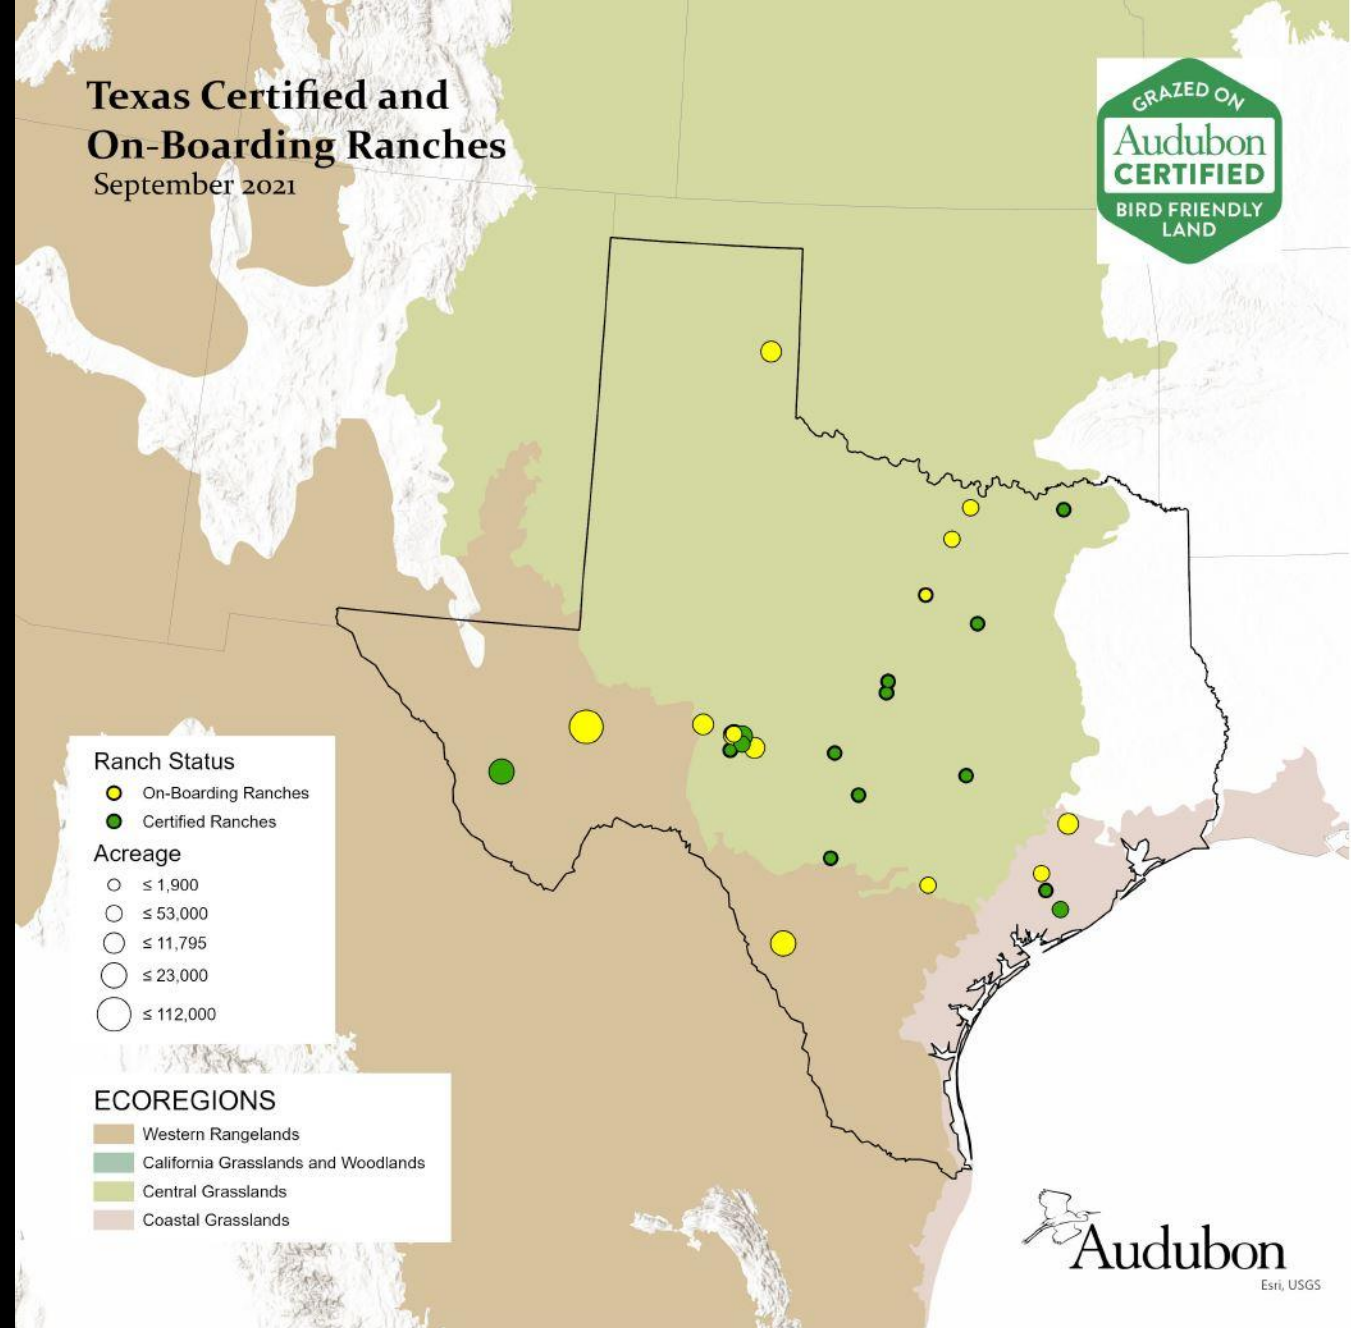 Texas Certified and
On-Boarding Ranches
September 2021
GRAZED ON
Audubon
CERTIFIED
BIRD FRIENDLY
LAND
Ranch Status
On-Boarding Ranches
Certified Ranches
Acreage
≤ 1,900
≤ 53,000
≤ 11,795
≤ 23,000
≤ 112,000
ECOREGIONS
Western Rangelands
California Grasslands and Woodlands
Central Grasslands
Coastal Grasslands
Audubon
Esri, USGS